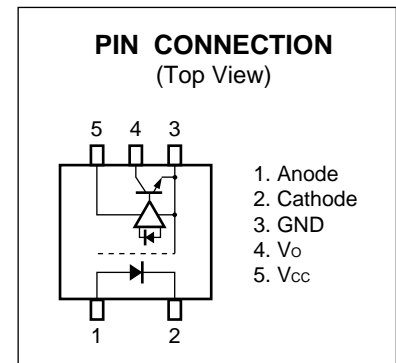 PIN CONNECTION
(Top View)
5 4 3
1. Anode
2. Cathode
3. GND
4. Vo
5. Vcc
1 2